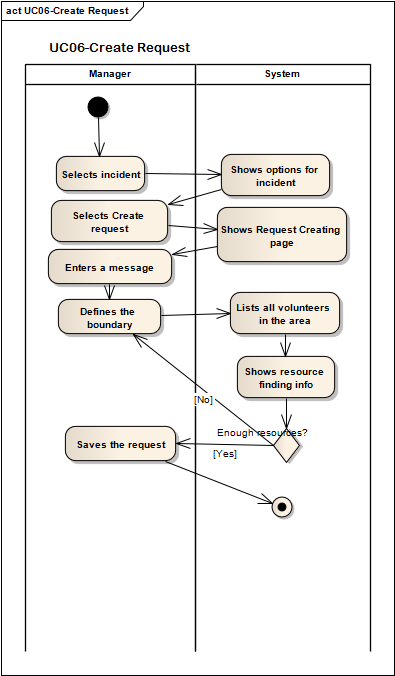 act UC06-Create Request
UC06-Create Request
Manager
System
Selects incident
Shows options for
incident
Selects Create
request
Shows Request Creating
page
Enters a message
Defines the
boundary
Lists all volunteers
in the area
Shows resource
finding info
[No]
Enough resources?
Saves the request
[Yes]